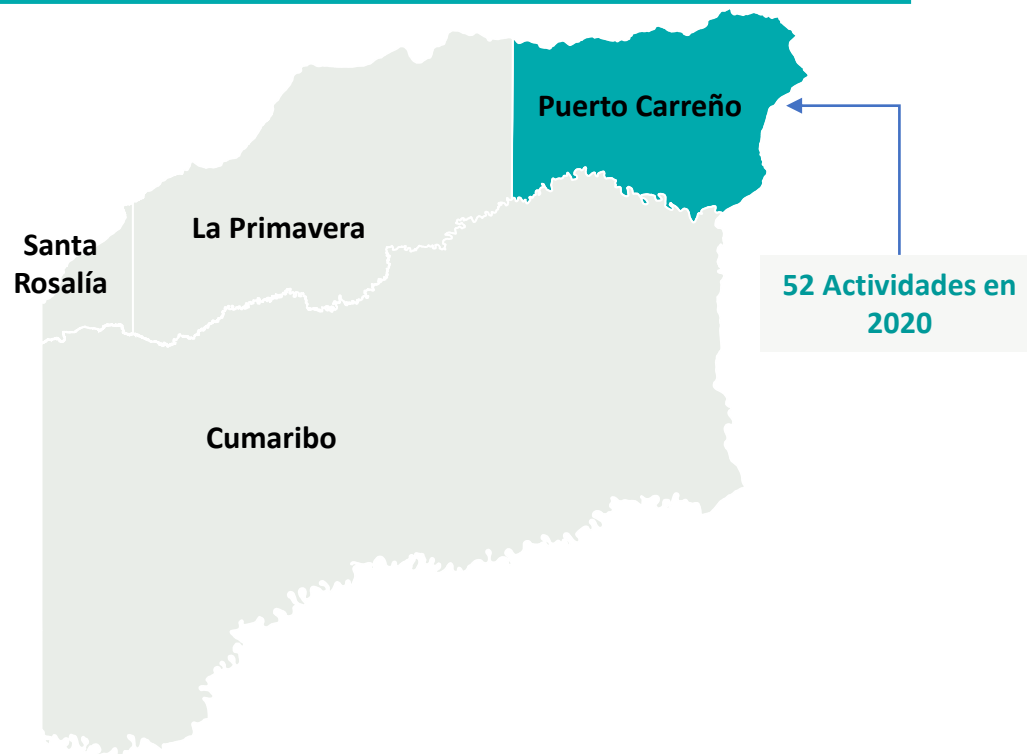 Puerto Carreño
La Primavera
Santa
Rosalía
52 Actividades en
2020
Cumaribo